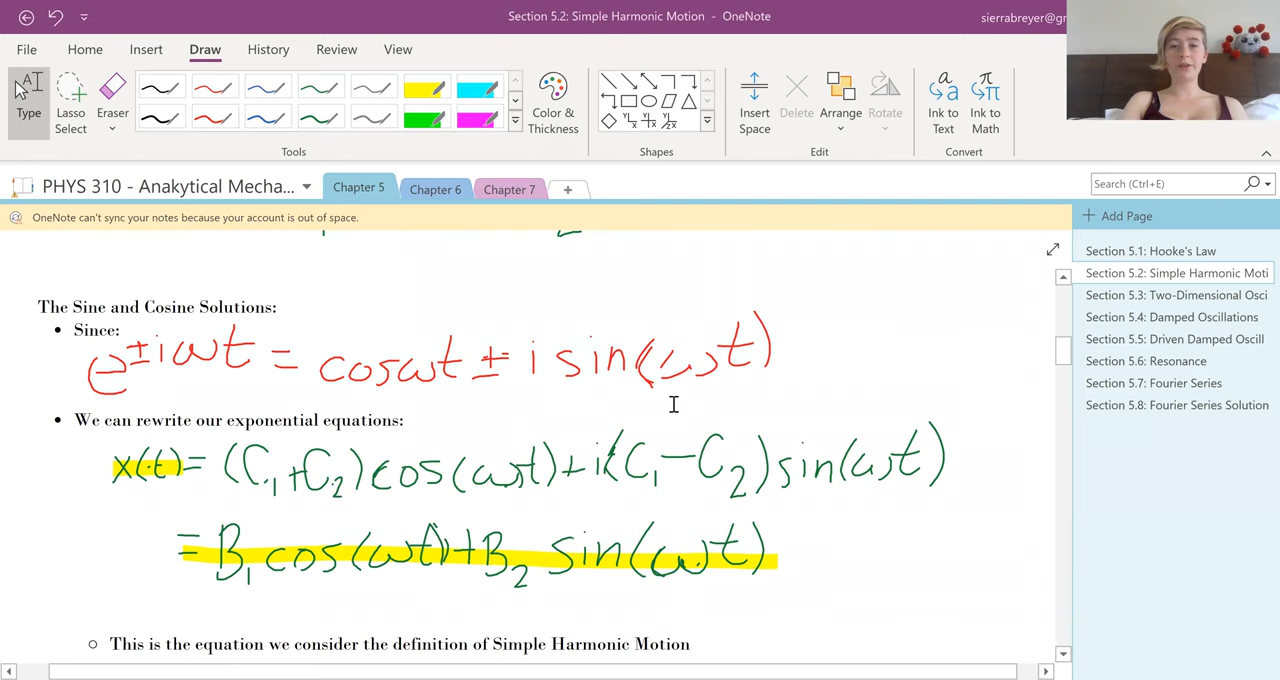 Section 5.2: Simple Harmonic Motion - OneNote
sierrabreyer@gr
File Home Insert Draw History Review View
Type
Lasso Select
Eraser
Color & Thickness
Insert Space
Delete
Arrange
Rotate
Ink to Text
Ink to Math
Tools
Shapes
Edit
Convert
PHYS 310 - Anakytical Mecha...
Chapter 5
Chapter 6
Chapter 7
Search (Ctrl+E)
OneNote can't sync your notes because your account is out of space.
Add Page
Section 5.1: Hooke's Law
Section 5.2: Simple Harmonic Moti
Section 5.3: Two-Dimensional Osci
Section 5.4: Damped Oscillations
Section 5.5: Driven Damped Oscill
Section 5.6: Resonance
Section 5.7: Fourier Series
Section 5.8: Fourier Series Solution
The Sine and Cosine Solutions:
• Since:
e^±iωt = cosωt ± i sin(ωt)
• We can rewrite our exponential equations:
x(t) = (C₁+C₂)cos(ωt)+i(C₁-C₂)sin(ωt)
= B₁cos(ωt)+B₂ sin(ωt)
○ This is the equation we consider the definition of Simple Harmonic Motion